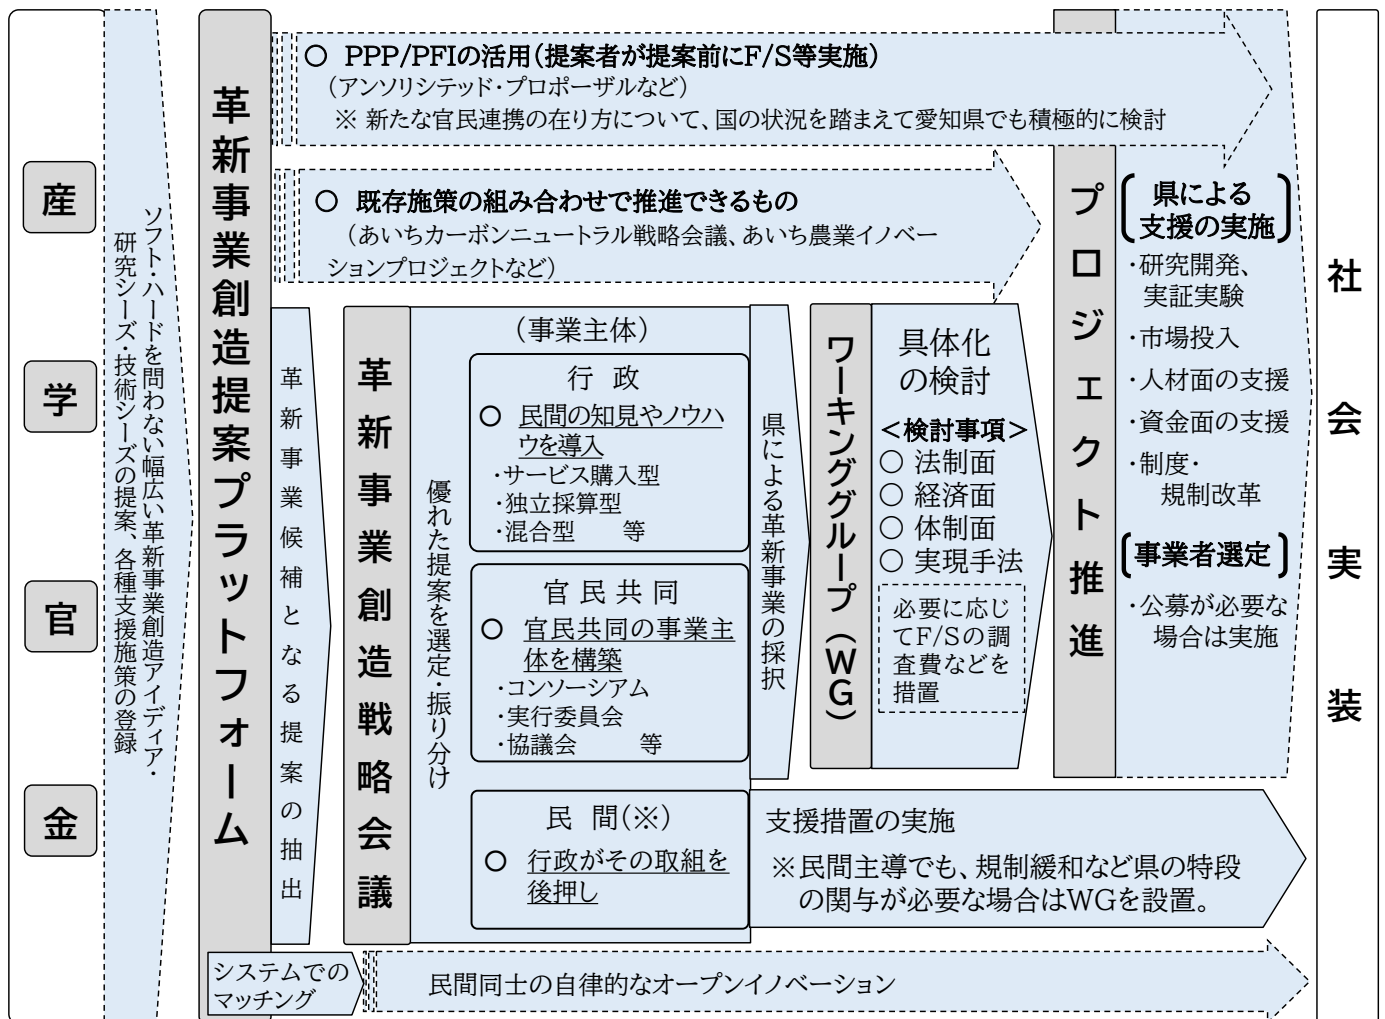 産
学
官
金
ソフト・ハードを問わない幅広い革新事業創造アイディア・
研究シーズ・技術シーズの提案、各種支援施策の登録
革新事業創造提案プラットフォーム
○ PPP/PFIの活用(提案者が提案前にF/S等実施)
(アンソリシテッド・プロポーザルなど)
※ 新たな官民連携の在り方について、国の状況を踏まえて愛知県でも積極的に検討
○ 既存施策の組み合わせで推進できるもの
(あいちカーボンニュートラル戦略会議、あいち農業イノベー
ションプロジェクトなど)
革新事業候補となる提案の抽出
革新事業創造戦略会議
優れた提案を選定・振り分け
(事業主体)
行 政
○ 民間の知見やノウハ
ウを導入
・サービス購入型
・独立採算型
・混合型 等
官民共同
○ 官民共同の事業主
体を構築
・コンソーシアム
・実行委員会
・協議会 等
民 間(※)
○ 行政がその取組を
後押し
県による革新事業の採択
ワーキンググループ(WG)
具体化
の検討
<検討事項>
○ 法制面
○ 経済面
○ 体制面
○ 実現手法
必要に応じ
てF/Sの調
査費などを
措置
プロジェクト推進
県による
支援の実施
・研究開発、
実証実験
・市場投入
・人材面の支援
・資金面の支援
・制度・
規制改革
事業者選定
・公募が必要な
場合は実施
支援措置の実施
※民間主導でも、規制緩和など県の特段
の関与が必要な場合はWGを設置。
システムでの
マッチング
民間同士の自律的なオープンイノベーション
社会実装